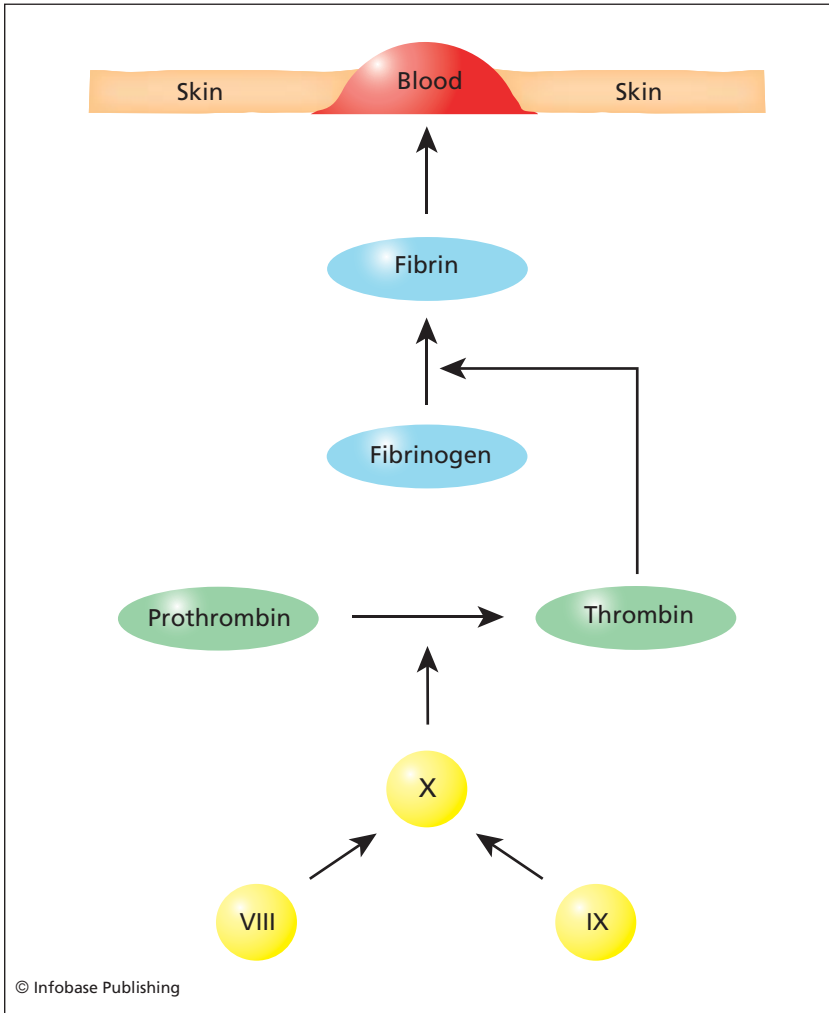 Blood
Skin
Skin
Fibrin
Fibrinogen
Prothrombin
Thrombin
X
VIII
IX
© Infobase Publishing